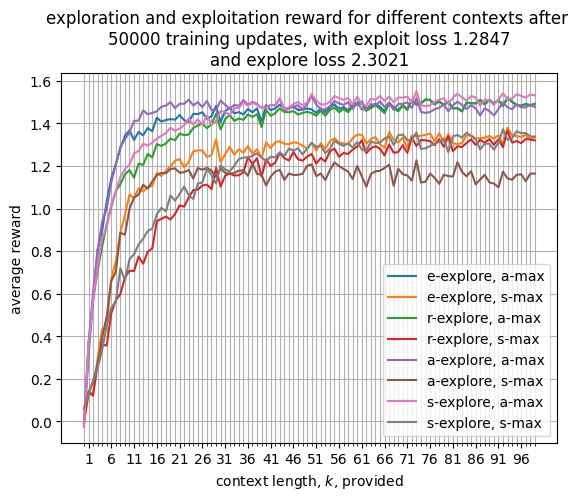 exploration and exploitation reward for different contexts after
50000 training updates, with exploit loss 1.2847
and explore loss 2.3021
1.6
1.4
1.2
1.0
0.8
0.6
0.4
0.2
0.0
average reward
e-explore, a-max
e-explore, s-max
r-explore, a-max
r-explore, s-max
a-explore, a-max
a-explore, s-max
s-explore, a-max
s-explore, s-max
1 6 11 16 21 26 31 36 41 46 51 56 61 66 71 76 81 86 91 96
context length, k, provided